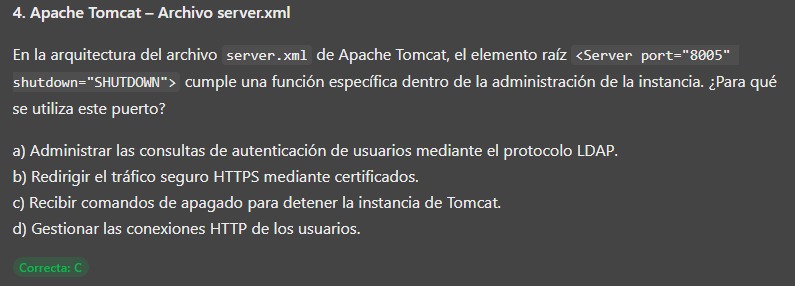 4. Apache Tomcat – Archivo server.xml
En la arquitectura del archivo server.xml de Apache Tomcat, el elemento raíz <Server port="8005"
shutdown="SHUTDOWN"> cumple una función específica dentro de la administración de la instancia. ¿Para qué
se utiliza este puerto?
a) Administrar las consultas de autenticación de usuarios mediante el protocolo LDAP.
b) Redirigir el tráfico seguro HTTPS mediante certificados.
c) Recibir comandos de apagado para detener la instancia de Tomcat.
d) Gestionar las conexiones HTTP de los usuarios.
Correcta: C